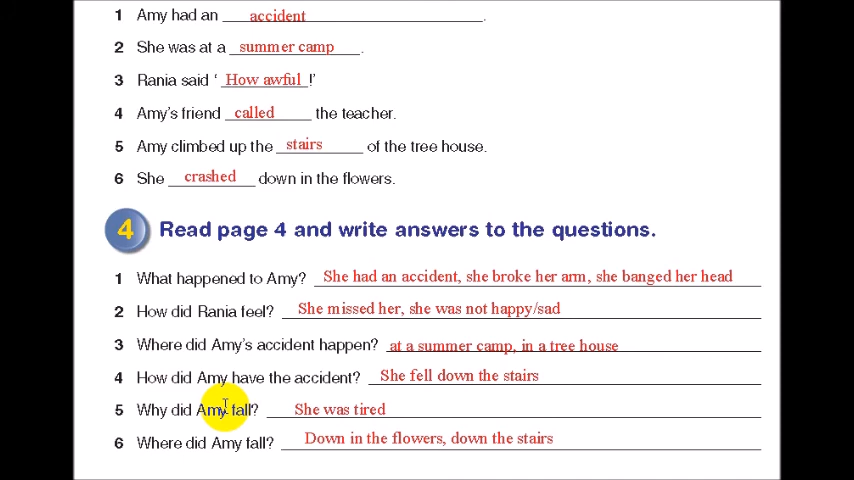 1 Amy had an accident.
2 She was at a summer camp.
3 Rania said ‘ How awful !’
4 Amy’s friend called the teacher.
5 Amy climbed up the stairs of the tree house.
6 She crashed down in the flowers.
4 Read page 4 and write answers to the questions.
1 What happened to Amy? She had an accident, she broke her arm, she banged her head
2 How did Rania feel? She missed her, she was not happy/sad
3 Where did Amy’s accident happen? at a summer camp, in a tree house
4 How did Amy have the accident? She fell down the stairs
5 Why did Amy fall? She was tired
6 Where did Amy fall? Down in the flowers, down the stairs